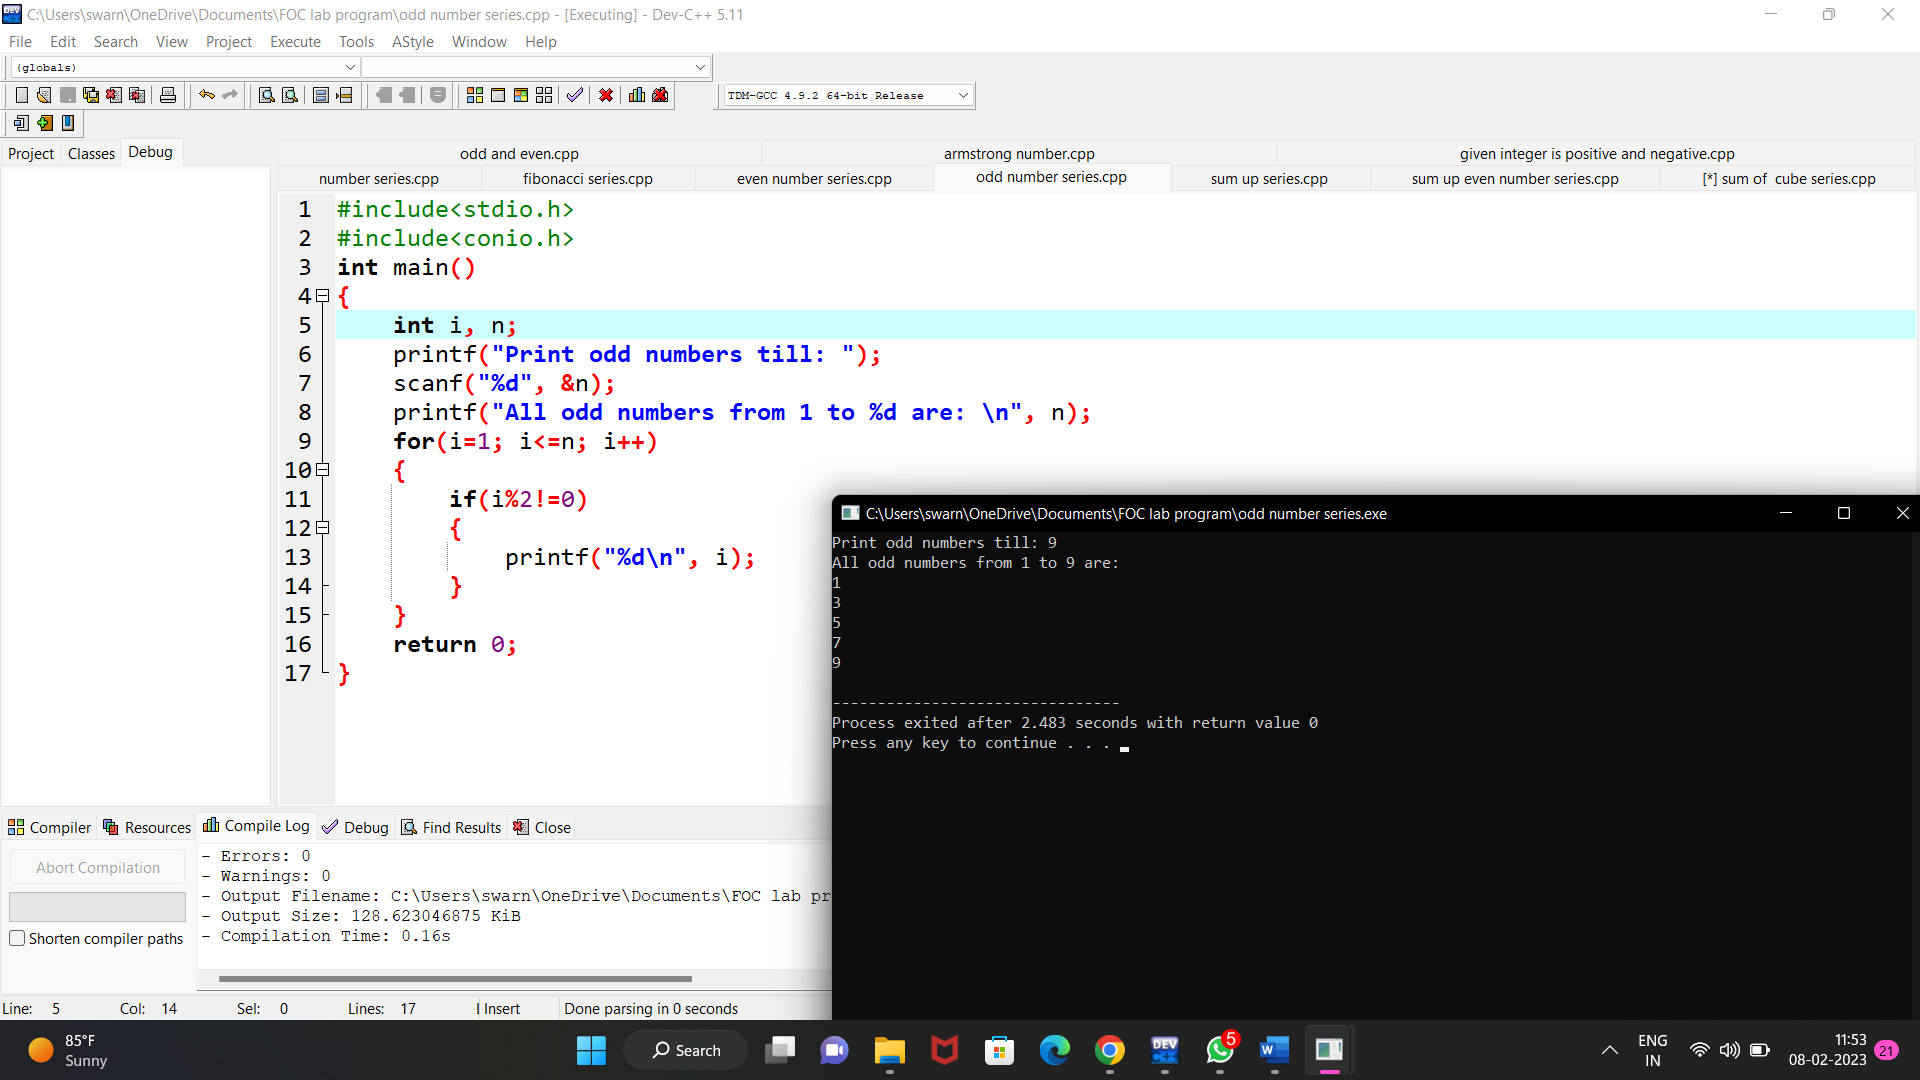 C:\Users\swarn\OneDrive\Documents\FOC lab program\odd number series.cpp - [Executing] - Dev-C++ 5.11
File Edit Search View Project Execute Tools AStyle Window Help
(globals)
TDM-GCC 4.9.2 64-bit Release
Project Classes Debug
odd and even.cpp armstrong number.cpp given integer is positive and negative.cpp
number series.cpp fibonacci series.cpp even number series.cpp odd number series.cpp sum up series.cpp sum up even number series.cpp [*] sum of  cube series.cpp
1 #include<stdio.h>
2 #include<conio.h>
3 int main()
4 {
5     int i, n;
6     printf("Print odd numbers till: ");
7     scanf("%d", &n);
8     printf("All odd numbers from 1 to %d are: \n", n);
9     for(i=1; i<=n; i++)
10     {
11         if(i%2!=0)
12         {
13             printf("%d\n", i);
14         }
15     }
16     return 0;
17 }
C:\Users\swarn\OneDrive\Documents\FOC lab program\odd number series.exe
Print odd numbers till: 9
All odd numbers from 1 to 9 are:
1
3
5
7
9
--------------------------------
Process exited after 2.483 seconds with return value 0
Press any key to continue . . .
Compiler Resources Compile Log Debug Find Results Close
Abort Compilation
Shorten compiler paths
- Errors: 0
- Warnings: 0
- Output Filename: C:\Users\swarn\OneDrive\Documents\FOC lab pr
- Output Size: 128.623046875 KiB
- Compilation Time: 0.16s
Line: 5 Col: 14 Sel: 0 Lines: 17 Insert Done parsing in 0 seconds
85°F
Sunny
Search
DEV
C++
5
W
ENG
IN
11:53
08-02-2023
21